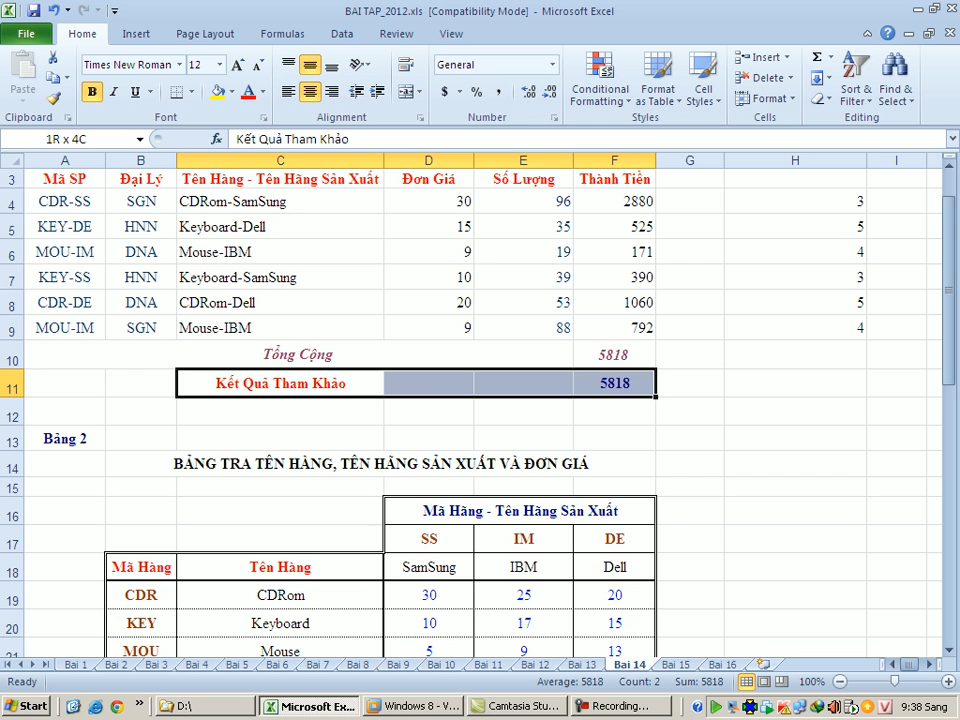 BAI TAP_2012.xls [Compatibility Mode] - Microsoft Excel
File Home Insert Page Layout Formulas Data Review View
Paste Times New Roman 12 General Conditional Formatting Format as Table Cell Styles Insert Delete Format Sort & Filter Find & Select
Clipboard Font Alignment Number Styles Cells Editing
1R x 4C fx Kết Quả Tham Khảo
A B C D E F G H I
3 Mã SP Đại Lý Tên Hàng - Tên Hãng Sản Xuất Đơn Giá Số Lượng Thành Tiền
4 CDR-SS SGN CDRom-SamSung 30 96 2880 3
5 KEY-DE HNN Keyboard-Dell 15 35 525 5
6 MOU-IM DNA Mouse-IBM 9 19 171 4
7 KEY-SS HNN Keyboard-SamSung 10 39 390 3
8 CDR-DE DNA CDRom-Dell 20 53 1060 5
9 MOU-IM SGN Mouse-IBM 9 88 792 4
10 Tổng Cộng 5818
11 Kết Quả Tham Khảo 5818
12
13 Bảng 2
14 BẢNG TRA TÊN HÀNG, TÊN HÃNG SẢN XUẤT VÀ ĐƠN GIÁ
15
16 Mã Hãng - Tên Hãng Sản Xuất
17 SS IM DE
18 Mã Hàng Tên Hàng SamSung IBM Dell
19 CDR CDRom 30 25 20
20 KEY Keyboard 10 17 15
21 MOU Mouse 5 9 13
Bai 1 Bai 2 Bai 3 Bai 4 Bai 5 Bai 6 Bai 7 Bai 8 Bai 9 Bai 10 Bai 11 Bai 12 Bai 13 Bai 14 Bai 15 Bai 16
Ready Average: 5818 Count: 2 Sum: 5818 100%
Start D:\ Microsoft Ex... Windows 8 - V... Camtasia Stu... Recording... 9:38 Sang